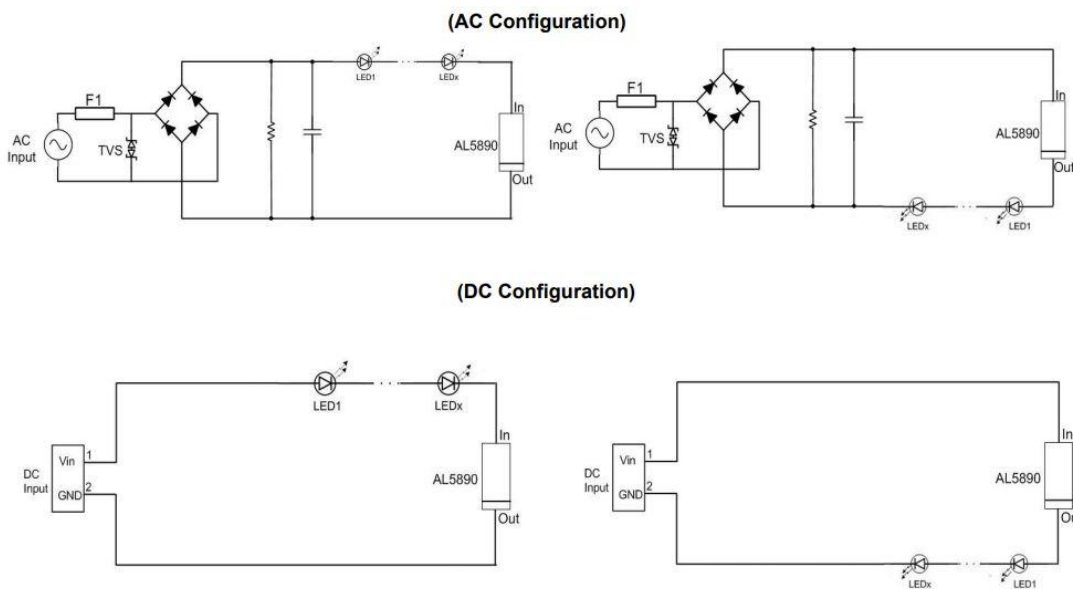 (AC Configuration)
F1
AC
Input
TVS
LED1
LEDx
In
AL5890
Out
F1
AC
Input
TVS
In
AL5890
Out
LEDx
LED1
(DC Configuration)
LED1
LEDx
DC
Input
Vin
1
GND
2
In
AL5890
Out
DC
Input
Vin
1
GND
2
In
AL5890
Ou
LEDx
LED1